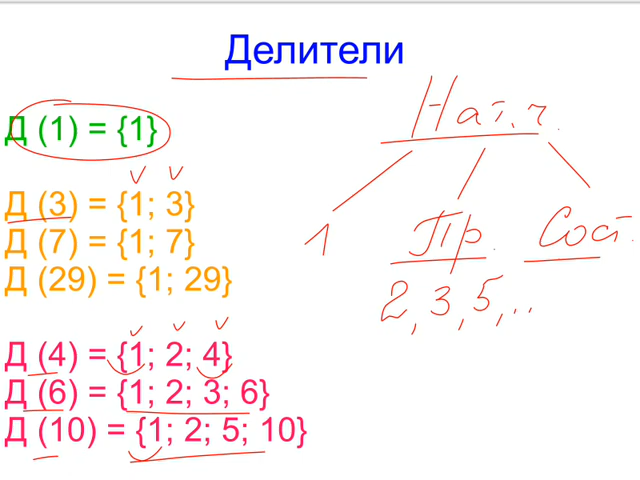 Делители
Д (1) = {1}
Д (3) = {1; 3}
Д (7) = {1; 7}
Д (29) = {1; 29}
Д (4) = {1; 2; 4}
Д (6) = {1; 2; 3; 6}
Д (10) = {1; 2; 5; 10}
Нат. ч.
1 Пр. Сост.
2, 3, 5, ...